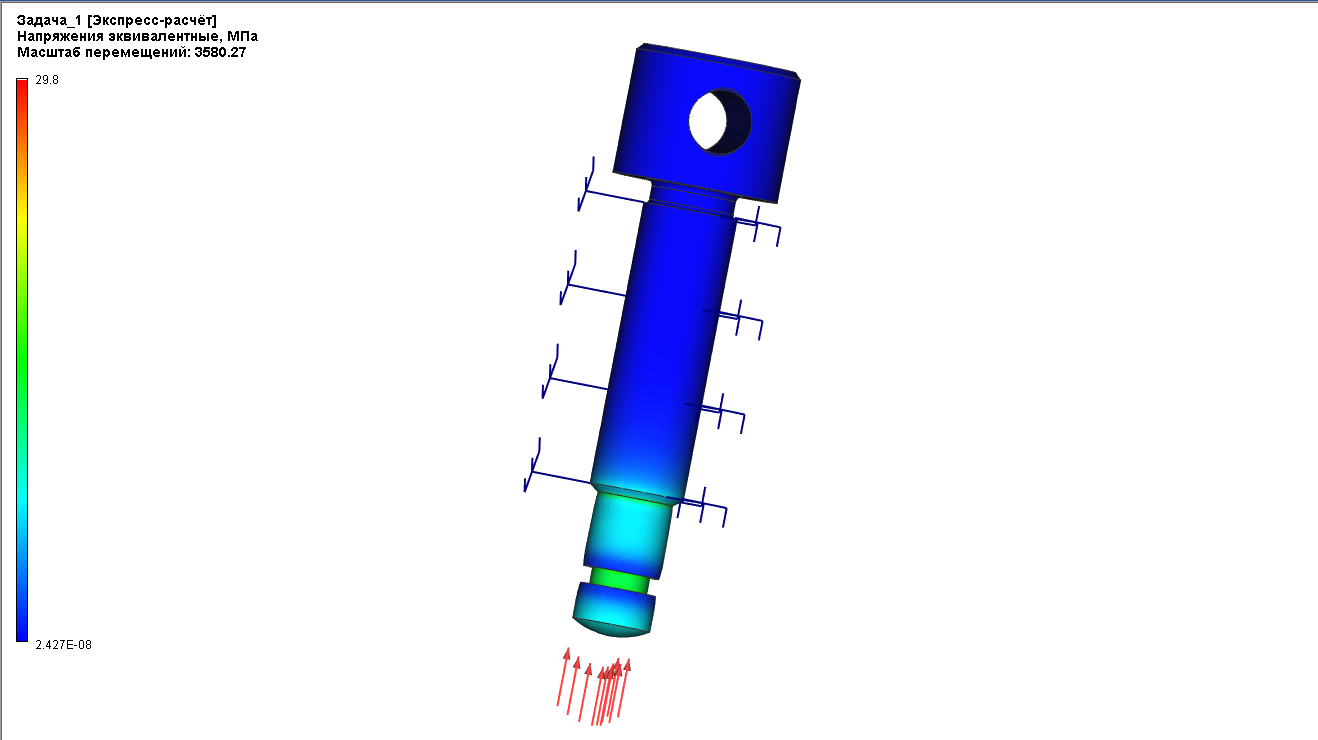 Задача_1 [Экспресс-расчёт]
Напряжения эквивалентные, МПа
Масштаб перемещений: 3580.27
29.8
2.427E-08